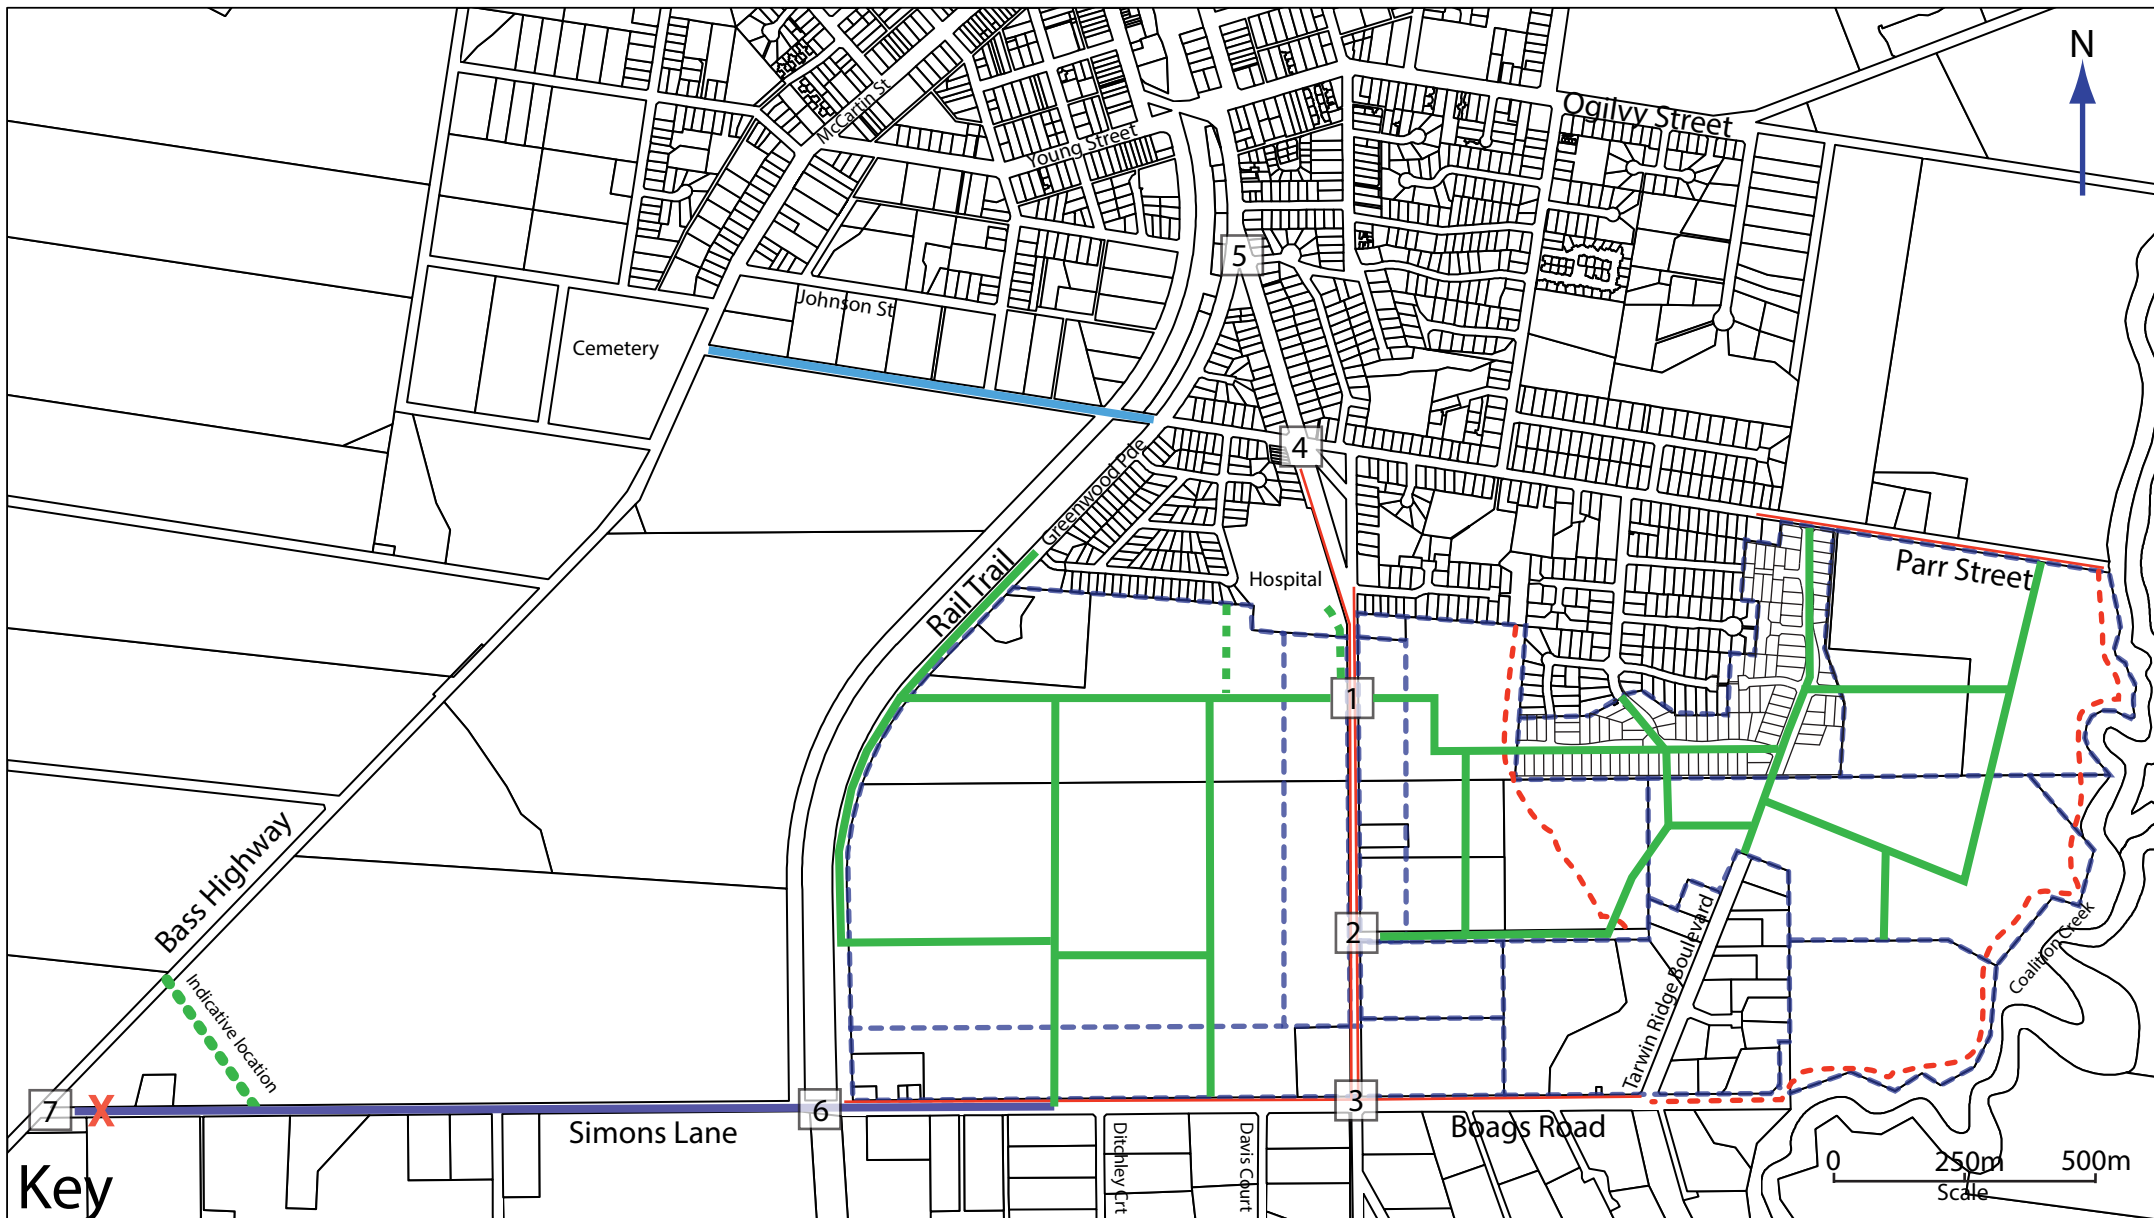 N
Ogilvy Street
McCartin St
Young Street
5
Johnson St
Cemetery
4
Greenwood Pde
Rail Trail
Hospital
Parr Street
1
2
Bass Highway
Indicative location
Tarwin Ridge Boulevard
Coalition Creek
7
X
6
3
Simons Lane
Ditchley Crt
Davis Court
Boags Road
0 250m 500m
Scale
Key